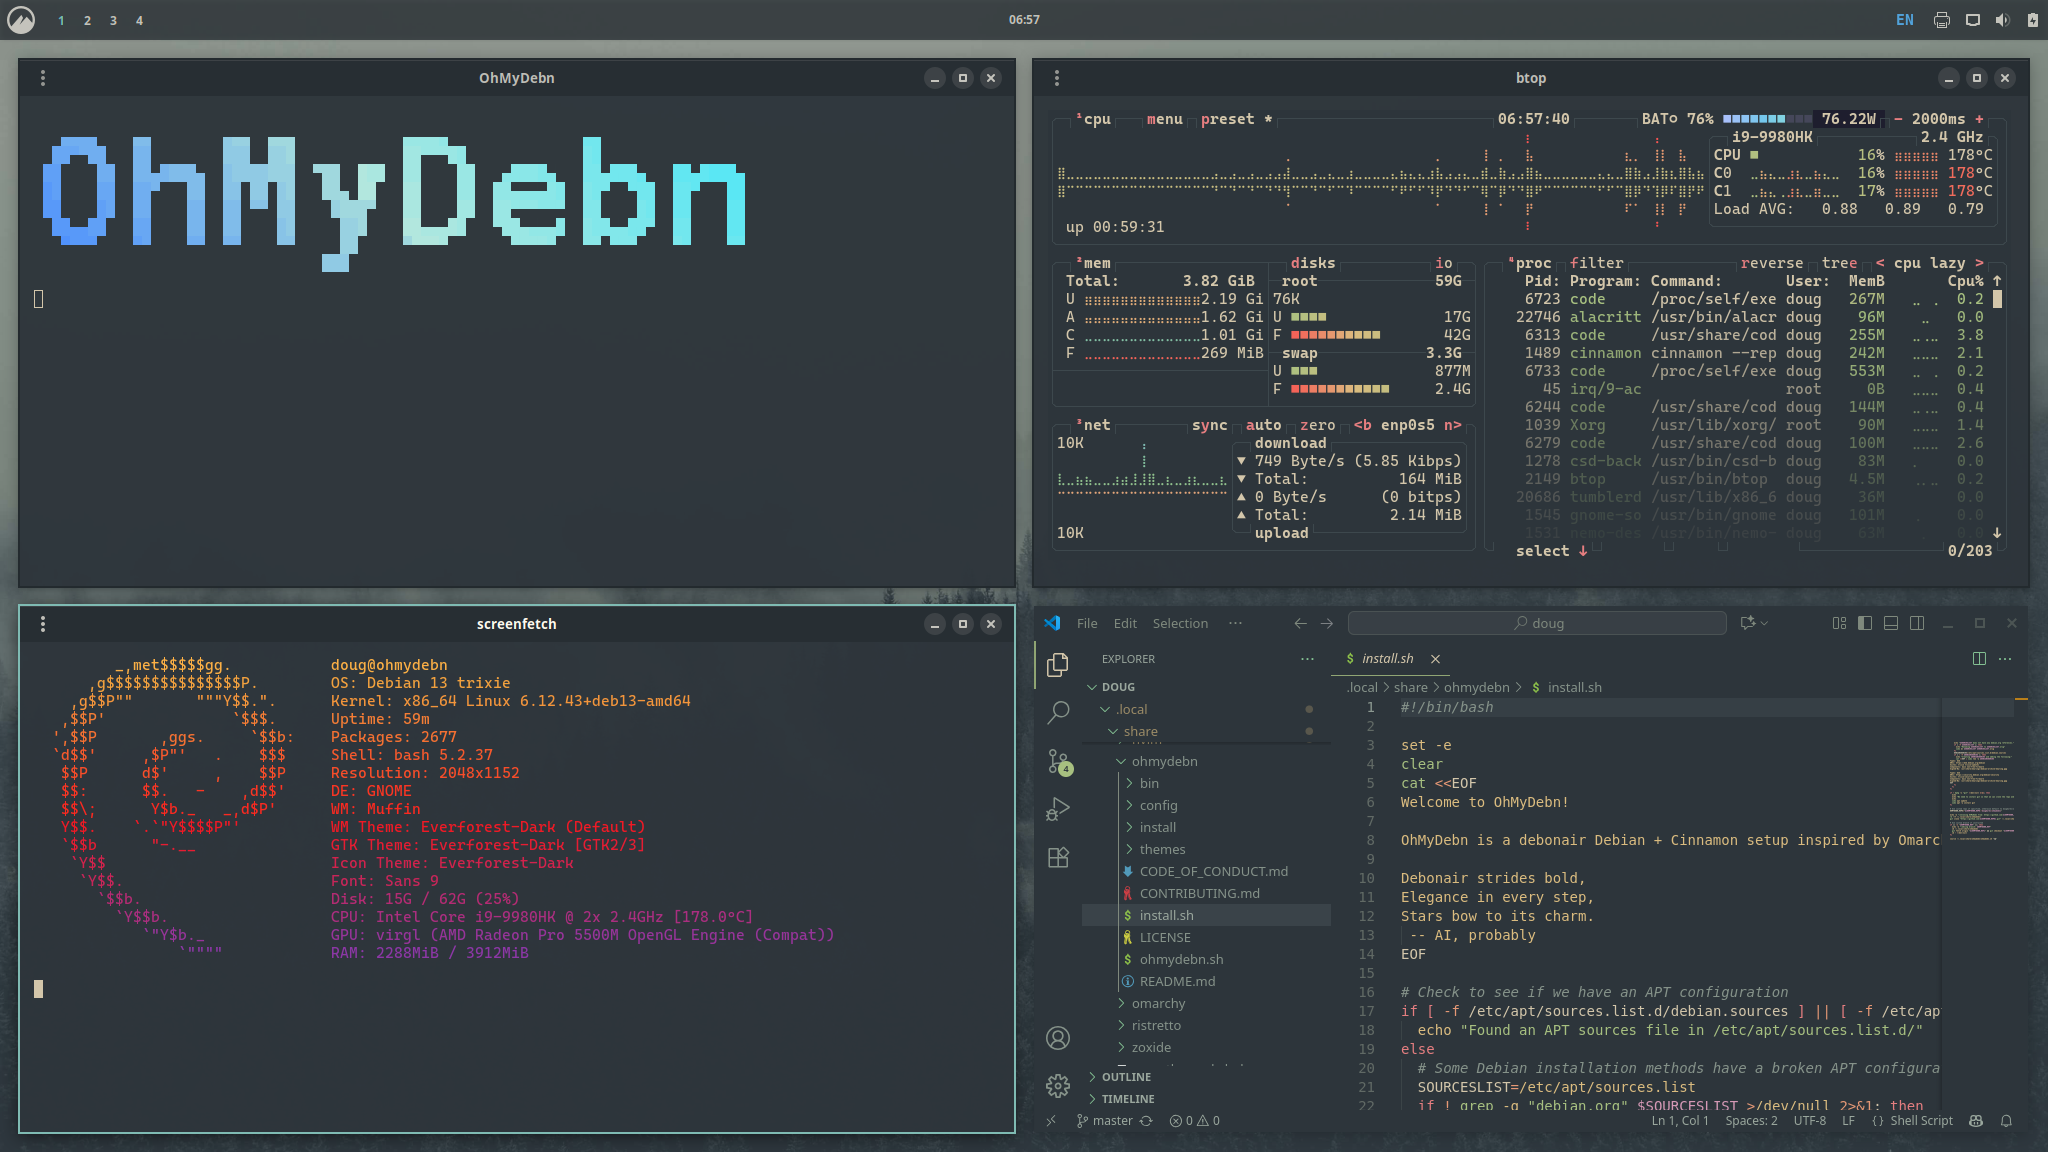 1 2 3 4
06:57
EN
OhMyDebn
OhMyDebn
btop
¹cpu menu preset * 06:57:40 BAT 76% 76.22W - 2000ms +
i9-9980HK 2.4 GHz
CPU 16% 178°C
C0 16% 178°C
C1 17% 178°C
Load AVG: 0.88 0.89 0.79
up 00:59:31
²mem
Total: 3.82 GiB
U 2.19 Gi
A 1.62 Gi
C 1.01 Gi
F 269 MiB
disks io
root 59G
76K
U 17G
F 42G
swap 3.3G
U 877M
F 2.4G
³net sync auto zero <b enp0s5 n>
10K
download
▼ 749 Byte/s (5.85 Kibps)
▼ Total: 164 MiB
▲ 0 Byte/s (0 bitps)
▲ Total: 2.14 MiB
upload
10K
⁴proc filter reverse tree < cpu lazy >
Pid: Program: Command: User: MemB Cpu% ↑
6723 code /proc/self/exe doug 267M 0.2
22746 alacritt /usr/bin/alacr doug 96M 0.0
6313 code /usr/share/cod doug 255M 3.8
1489 cinnamon cinnamon --rep doug 242M 2.1
6733 code /proc/self/exe doug 553M 0.2
45 irq/9-ac root 0B 0.4
6244 code /usr/share/cod doug 144M 0.4
1039 Xorg /usr/lib/xorg/ root 90M 1.4
6279 code /usr/share/cod doug 100M 2.6
1278 csd-back /usr/bin/csd-b doug 83M 0.0
2149 btop /usr/bin/btop doug 4.5M 0.2
20686 tumblerd /usr/lib/x86_6 doug 36M 0.0
1545 gnome-so /usr/bin/gnome doug 101M 0.0
1531 nemo-des /usr/bin/nemo- doug 63M 0.0 ↓
select ↓ 0/203
screenfetch
_,met$$$$$gg.
,g$$$$$$$$$$$$$$$P.
,g$$P"" """Y$$.".
,$$P' `$$$.
',$$P ,ggs. `$$b:
`d$$' ,$P"' . $$$
$$P d$' , $$P
$$: $$. - ,d$$'
$$\; Y$b._ _,d$P'
Y$$. `.`"Y$$$$P"'
`$$b "-.__
`Y$$
`Y$$.
`$$b.
`Y$$b.
`"Y$b._
`""""
doug@ohmydebn
OS: Debian 13 trixie
Kernel: x86_64 Linux 6.12.43+deb13-amd64
Uptime: 59m
Packages: 2677
Shell: bash 5.2.37
Resolution: 2048x1152
DE: GNOME
WM: Muffin
WM Theme: Everforest-Dark (Default)
GTK Theme: Everforest-Dark [GTK2/3]
Icon Theme: Everforest-Dark
Font: Sans 9
Disk: 15G / 62G (25%)
CPU: Intel Core i9-9980HK @ 2x 2.4GHz [178.0°C]
GPU: virgl (AMD Radeon Pro 5500M OpenGL Engine (Compat))
RAM: 2288MiB / 3912MiB
File Edit Selection ···
doug
EXPLORER ···
DOUG
.local
share
ohmydebn
bin
config
install
themes
CODE_OF_CONDUCT.md
CONTRIBUTING.md
$ install.sh
LICENSE
$ ohmydebn.sh
README.md
omarchy
ristretto
zoxide
OUTLINE
TIMELINE
4
$ install.sh
.local > share > ohmydebn > $ install.sh
1 #!/bin/bash
2
3 set -e
4 clear
5 cat <<EOF
6 Welcome to OhMyDebn!
7
8 OhMyDebn is a debonair Debian + Cinnamon setup inspired by Omarc
9
10 Debonair strides bold,
11 Elegance in every step,
12 Stars bow to its charm.
13 -- AI, probably
14 EOF
15
16 # Check to see if we have an APT configuration
17 if [ -f /etc/apt/sources.list.d/debian.sources ] || [ -f /etc/ap
18 echo "Found an APT sources file in /etc/apt/sources.list.d/"
19 else
20 # Some Debian installation methods have a broken APT configura
21 SOURCESLIST=/etc/apt/sources.list
22 if ! grep -q "debian.org" $SOURCESLIST >/dev/null 2>&1; then
master 0 0
Ln 1, Col 1 Spaces: 2 UTF-8 LF {} Shell Script